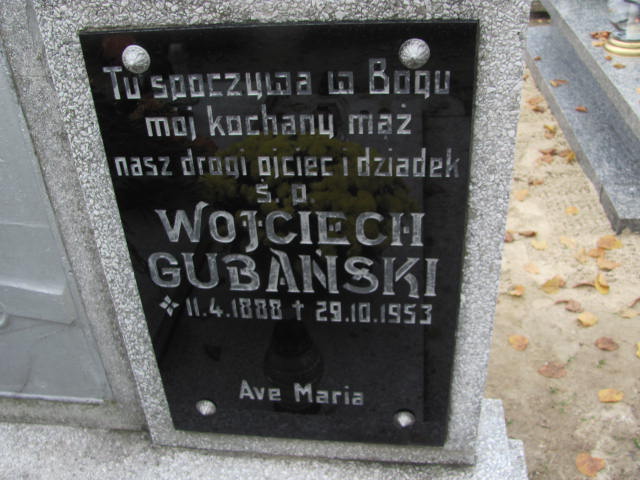 Tu spoczywa w Bogu
mój kochany mąż
nasz drogi ojciec i dziadek
ś. p.
WOJCIECH
GUBAŃSKI
* 11.4.1888 † 29.10.1953
Ave Maria